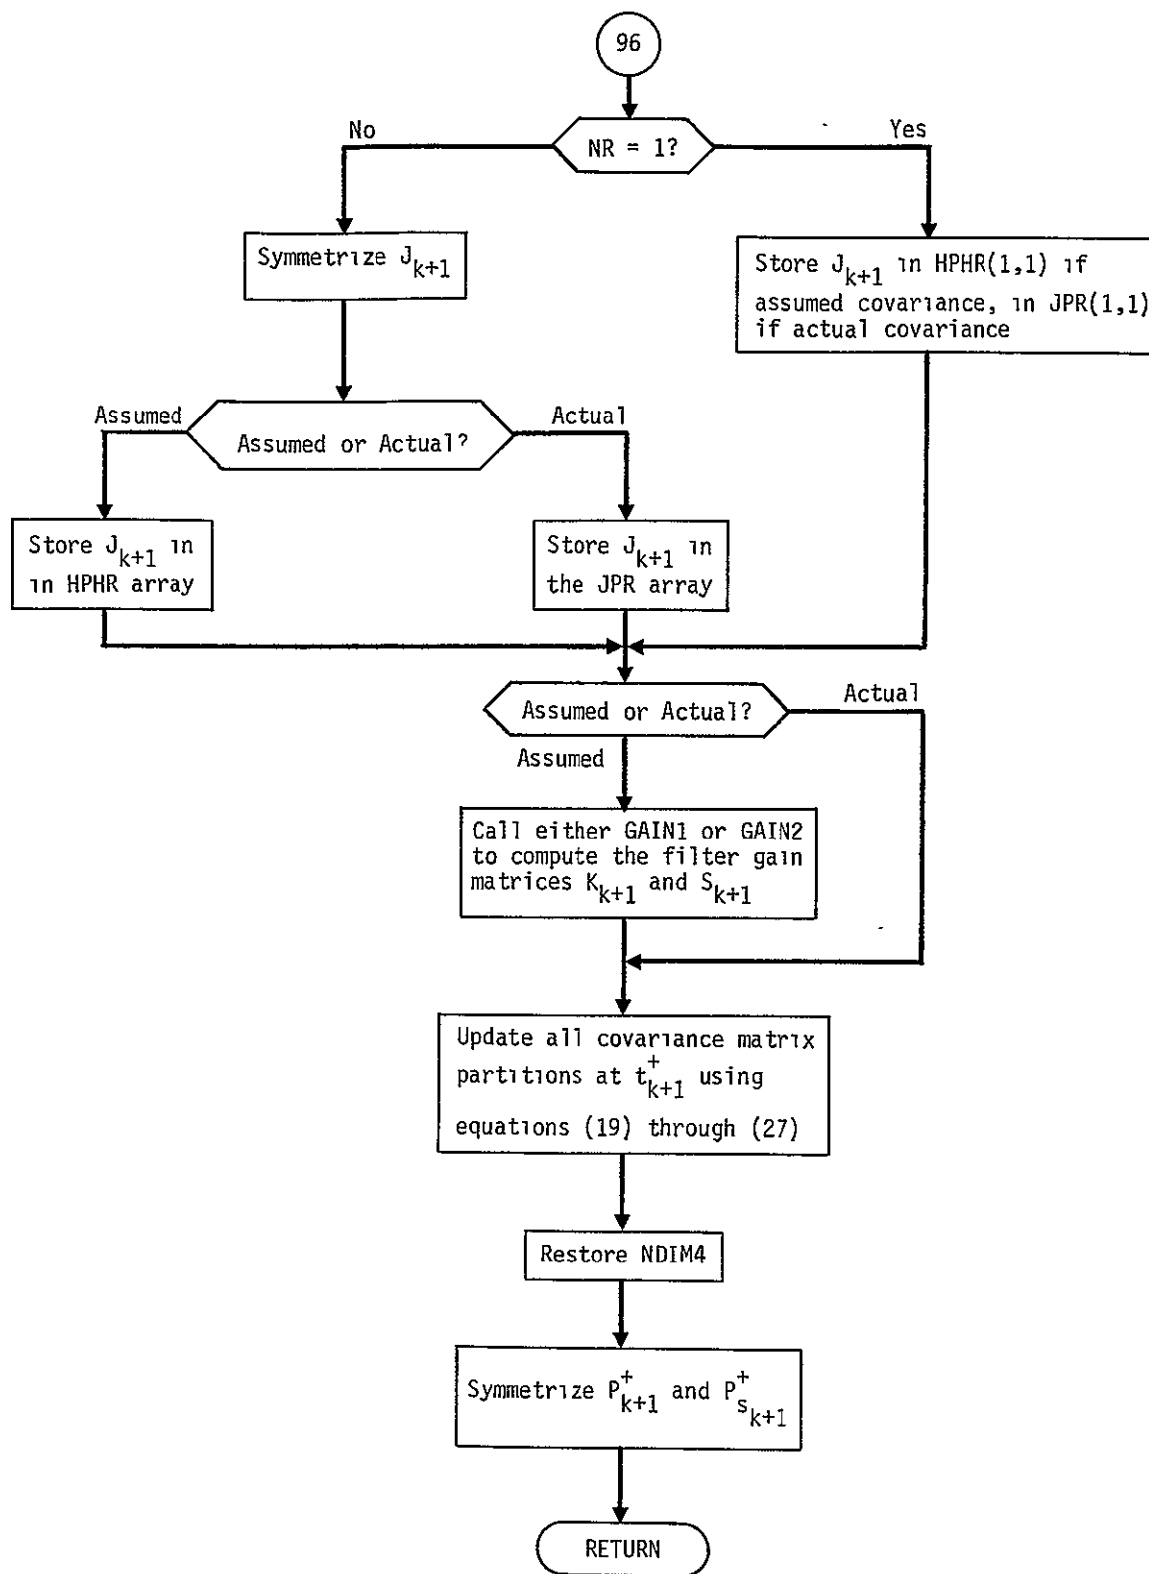 96
NR = 1?
No
Yes
Symmetrize J_{k+1}
Store J_{k+1} in HPHR(1,1) if
assumed covariance, in JPR(1,1)
if actual covariance
Assumed
Assumed or Actual?
Actual
Store J_{k+1} in
in HPHR array
Store J_{k+1} in
the JPR array
Assumed or Actual?
Actual
Assumed
Call either GAIN1 or GAIN2
to compute the filter gain
matrices K_{k+1} and S_{k+1}
Update all covariance matrix
partitions at t^+_{k+1} using
equations (19) through (27)
Restore NDIM4
Symmetrize P^+_{k+1} and P^+_{s_{k+1}}
RETURN